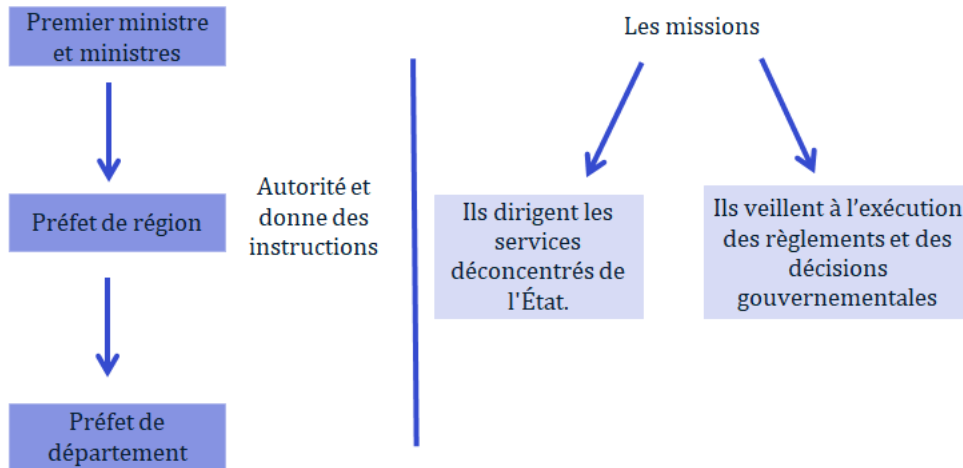 Premier ministre
et ministres
Préfet de région
Préfet de
département
Autorité et
donne des
instructions
Les missions
Ils dirigent les
services
déconcentrés de
l'État.
Ils veillent à l’exécution
des règlements et des
décisions
gouvernementales